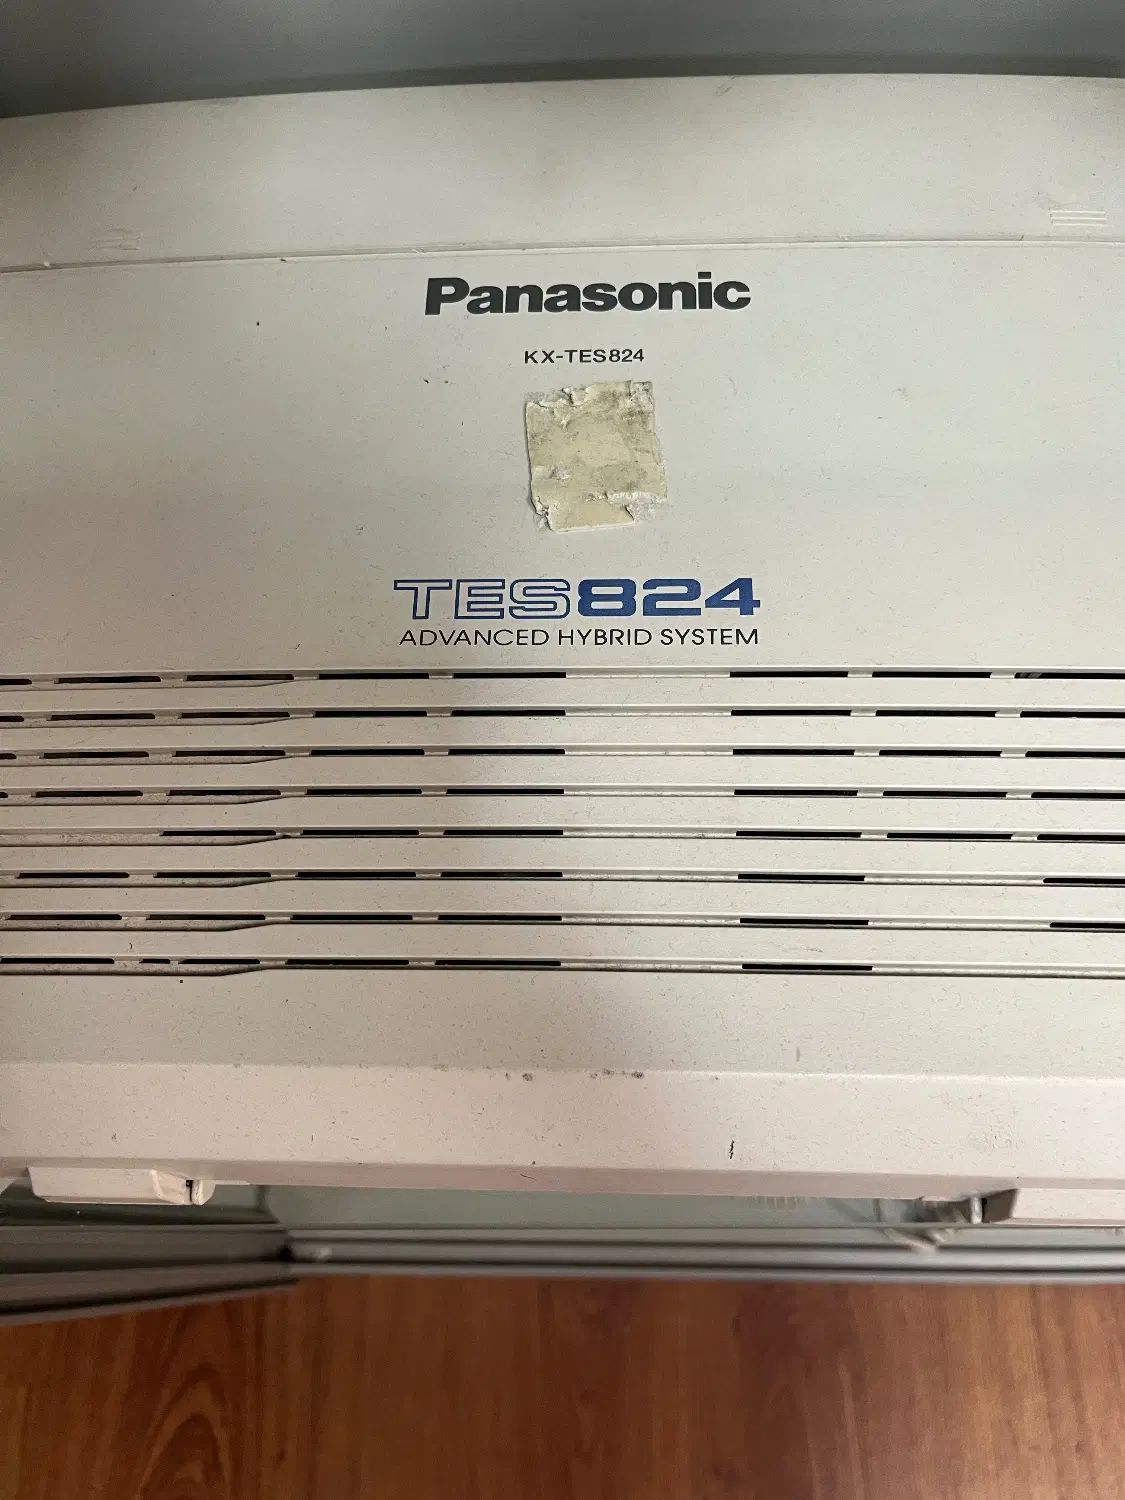 Panasonic
KX-TES824
TES824
ADVANCED HYBRID SYSTEM